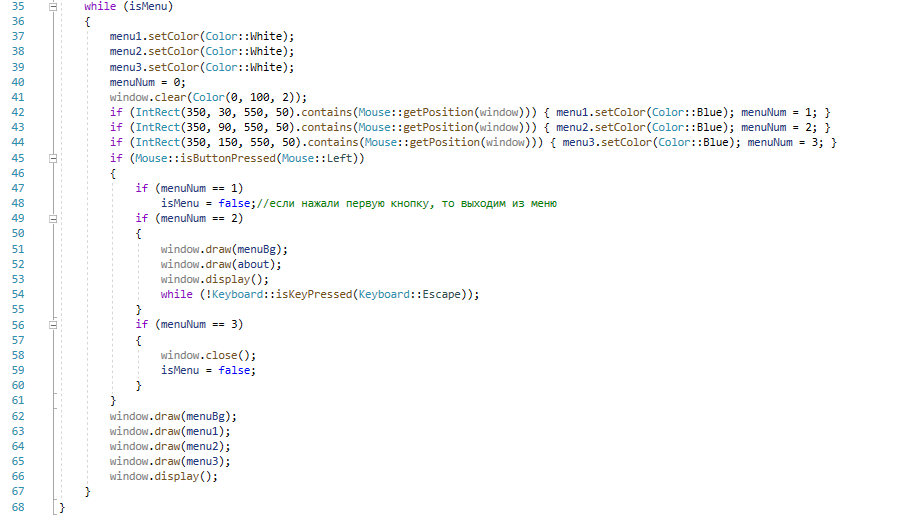 35 while (isMenu)
36 {
37 menu1.setColor(Color::White);
38 menu2.setColor(Color::White);
39 menu3.setColor(Color::White);
40 menuNum = 0;
41 window.clear(Color(0, 100, 2));
42 if (IntRect(350, 30, 550, 50).contains(Mouse::getPosition(window))) { menu1.setColor(Color::Blue); menuNum = 1; }
43 if (IntRect(350, 90, 550, 50).contains(Mouse::getPosition(window))) { menu2.setColor(Color::Blue); menuNum = 2; }
44 if (IntRect(350, 150, 550, 50).contains(Mouse::getPosition(window))) { menu3.setColor(Color::Blue); menuNum = 3; }
45 if (Mouse::isButtonPressed(Mouse::Left))
46 {
47 if (menuNum == 1)
48 isMenu = false;//если нажали первую кнопку, то выходим из меню
49 if (menuNum == 2)
50 {
51 window.draw(menuBg);
52 window.draw(about);
53 window.display();
54 while (!Keyboard::isKeyPressed(Keyboard::Escape));
55 }
56 if (menuNum == 3)
57 {
58 window.close();
59 isMenu = false;
60 }
61 }
62 window.draw(menuBg);
63 window.draw(menu1);
64 window.draw(menu2);
65 window.draw(menu3);
66 window.display();
67 }
68 }